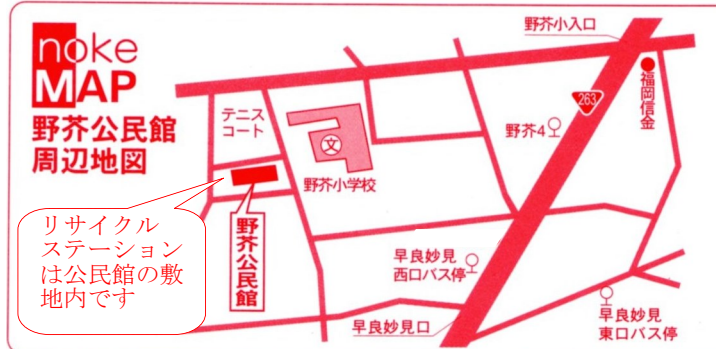 noke
MAP
野芥公民館
周辺地図
リサイクル
ステーション
は公民館の敷
地内です
テニス
コート
文
野芥小学校
野芥公民館
野芥小入口
福岡信金
263
野芥4
早良妙見
西口バス停
早良妙見口
早良妙見
東口バス停